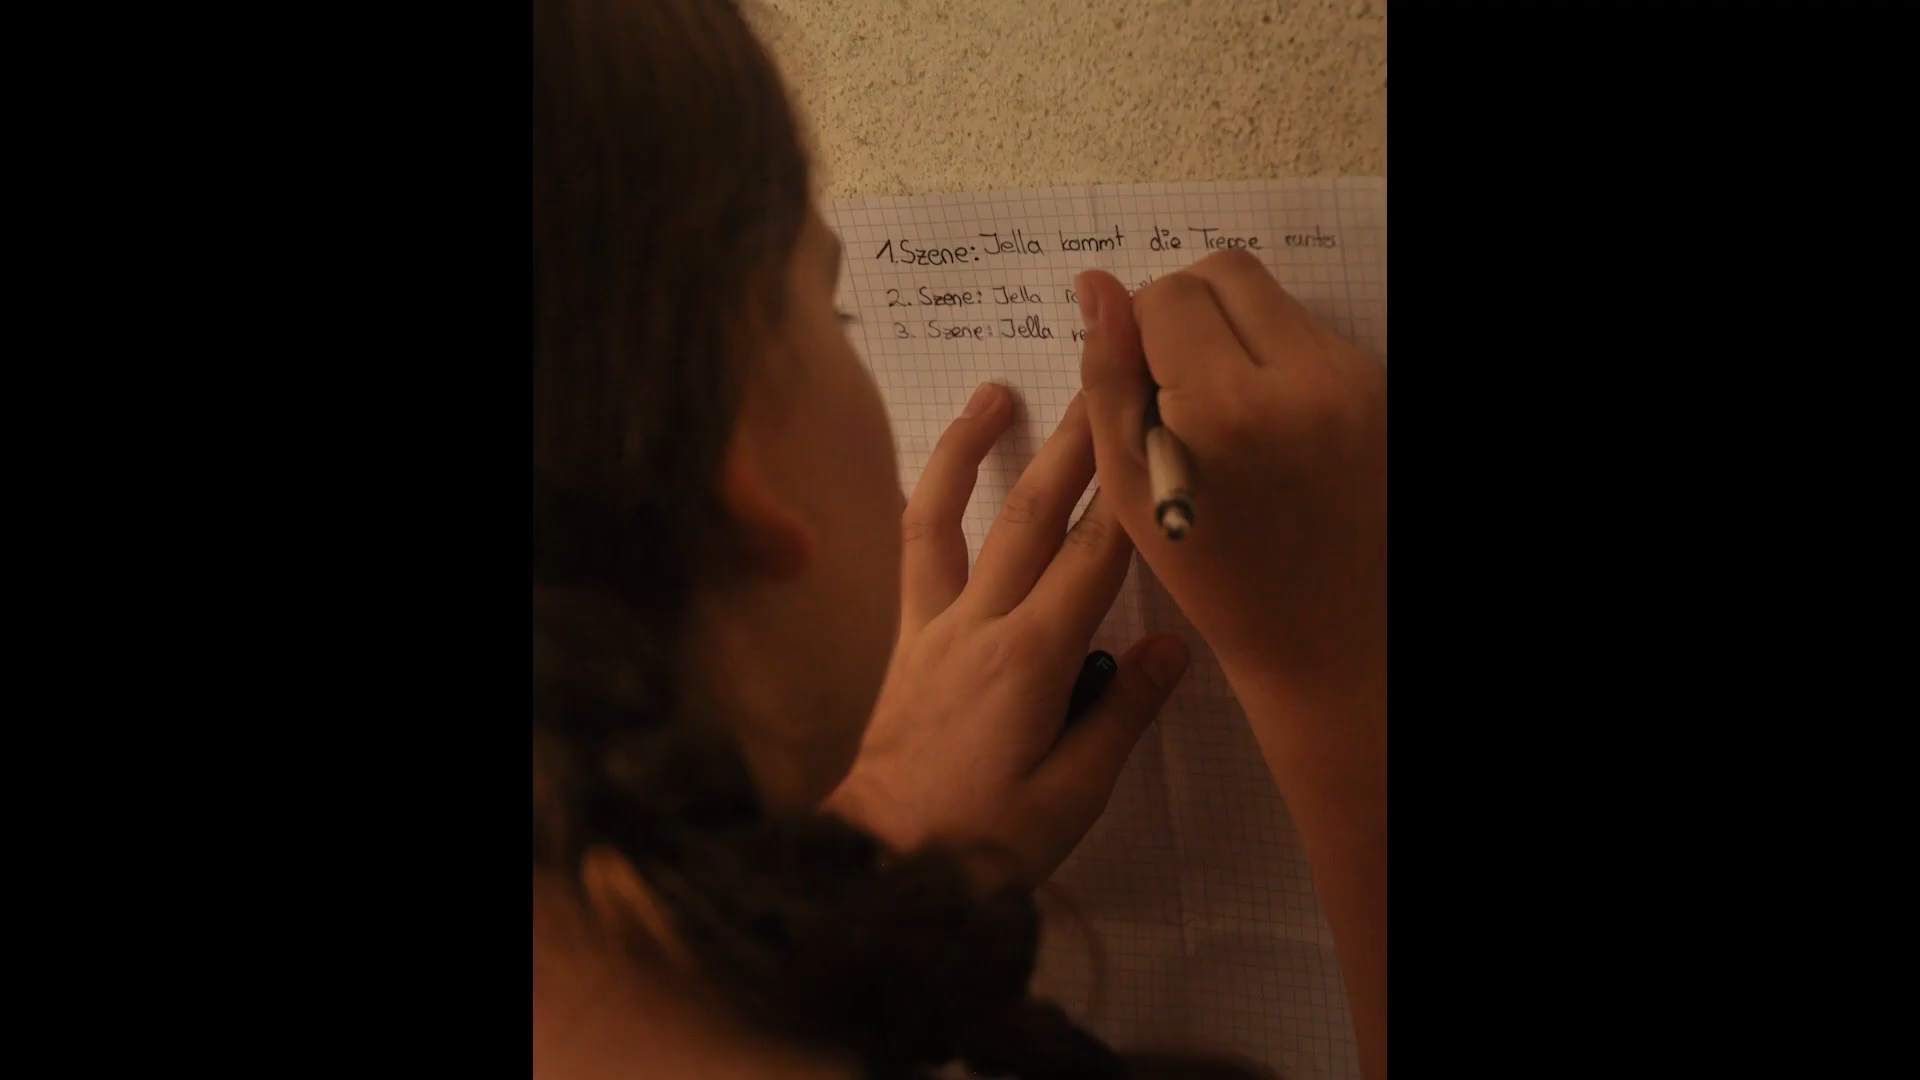 1. Szene: Jella kommt die Treppe runter
2. Szene: Jella
3. Szene: Jella